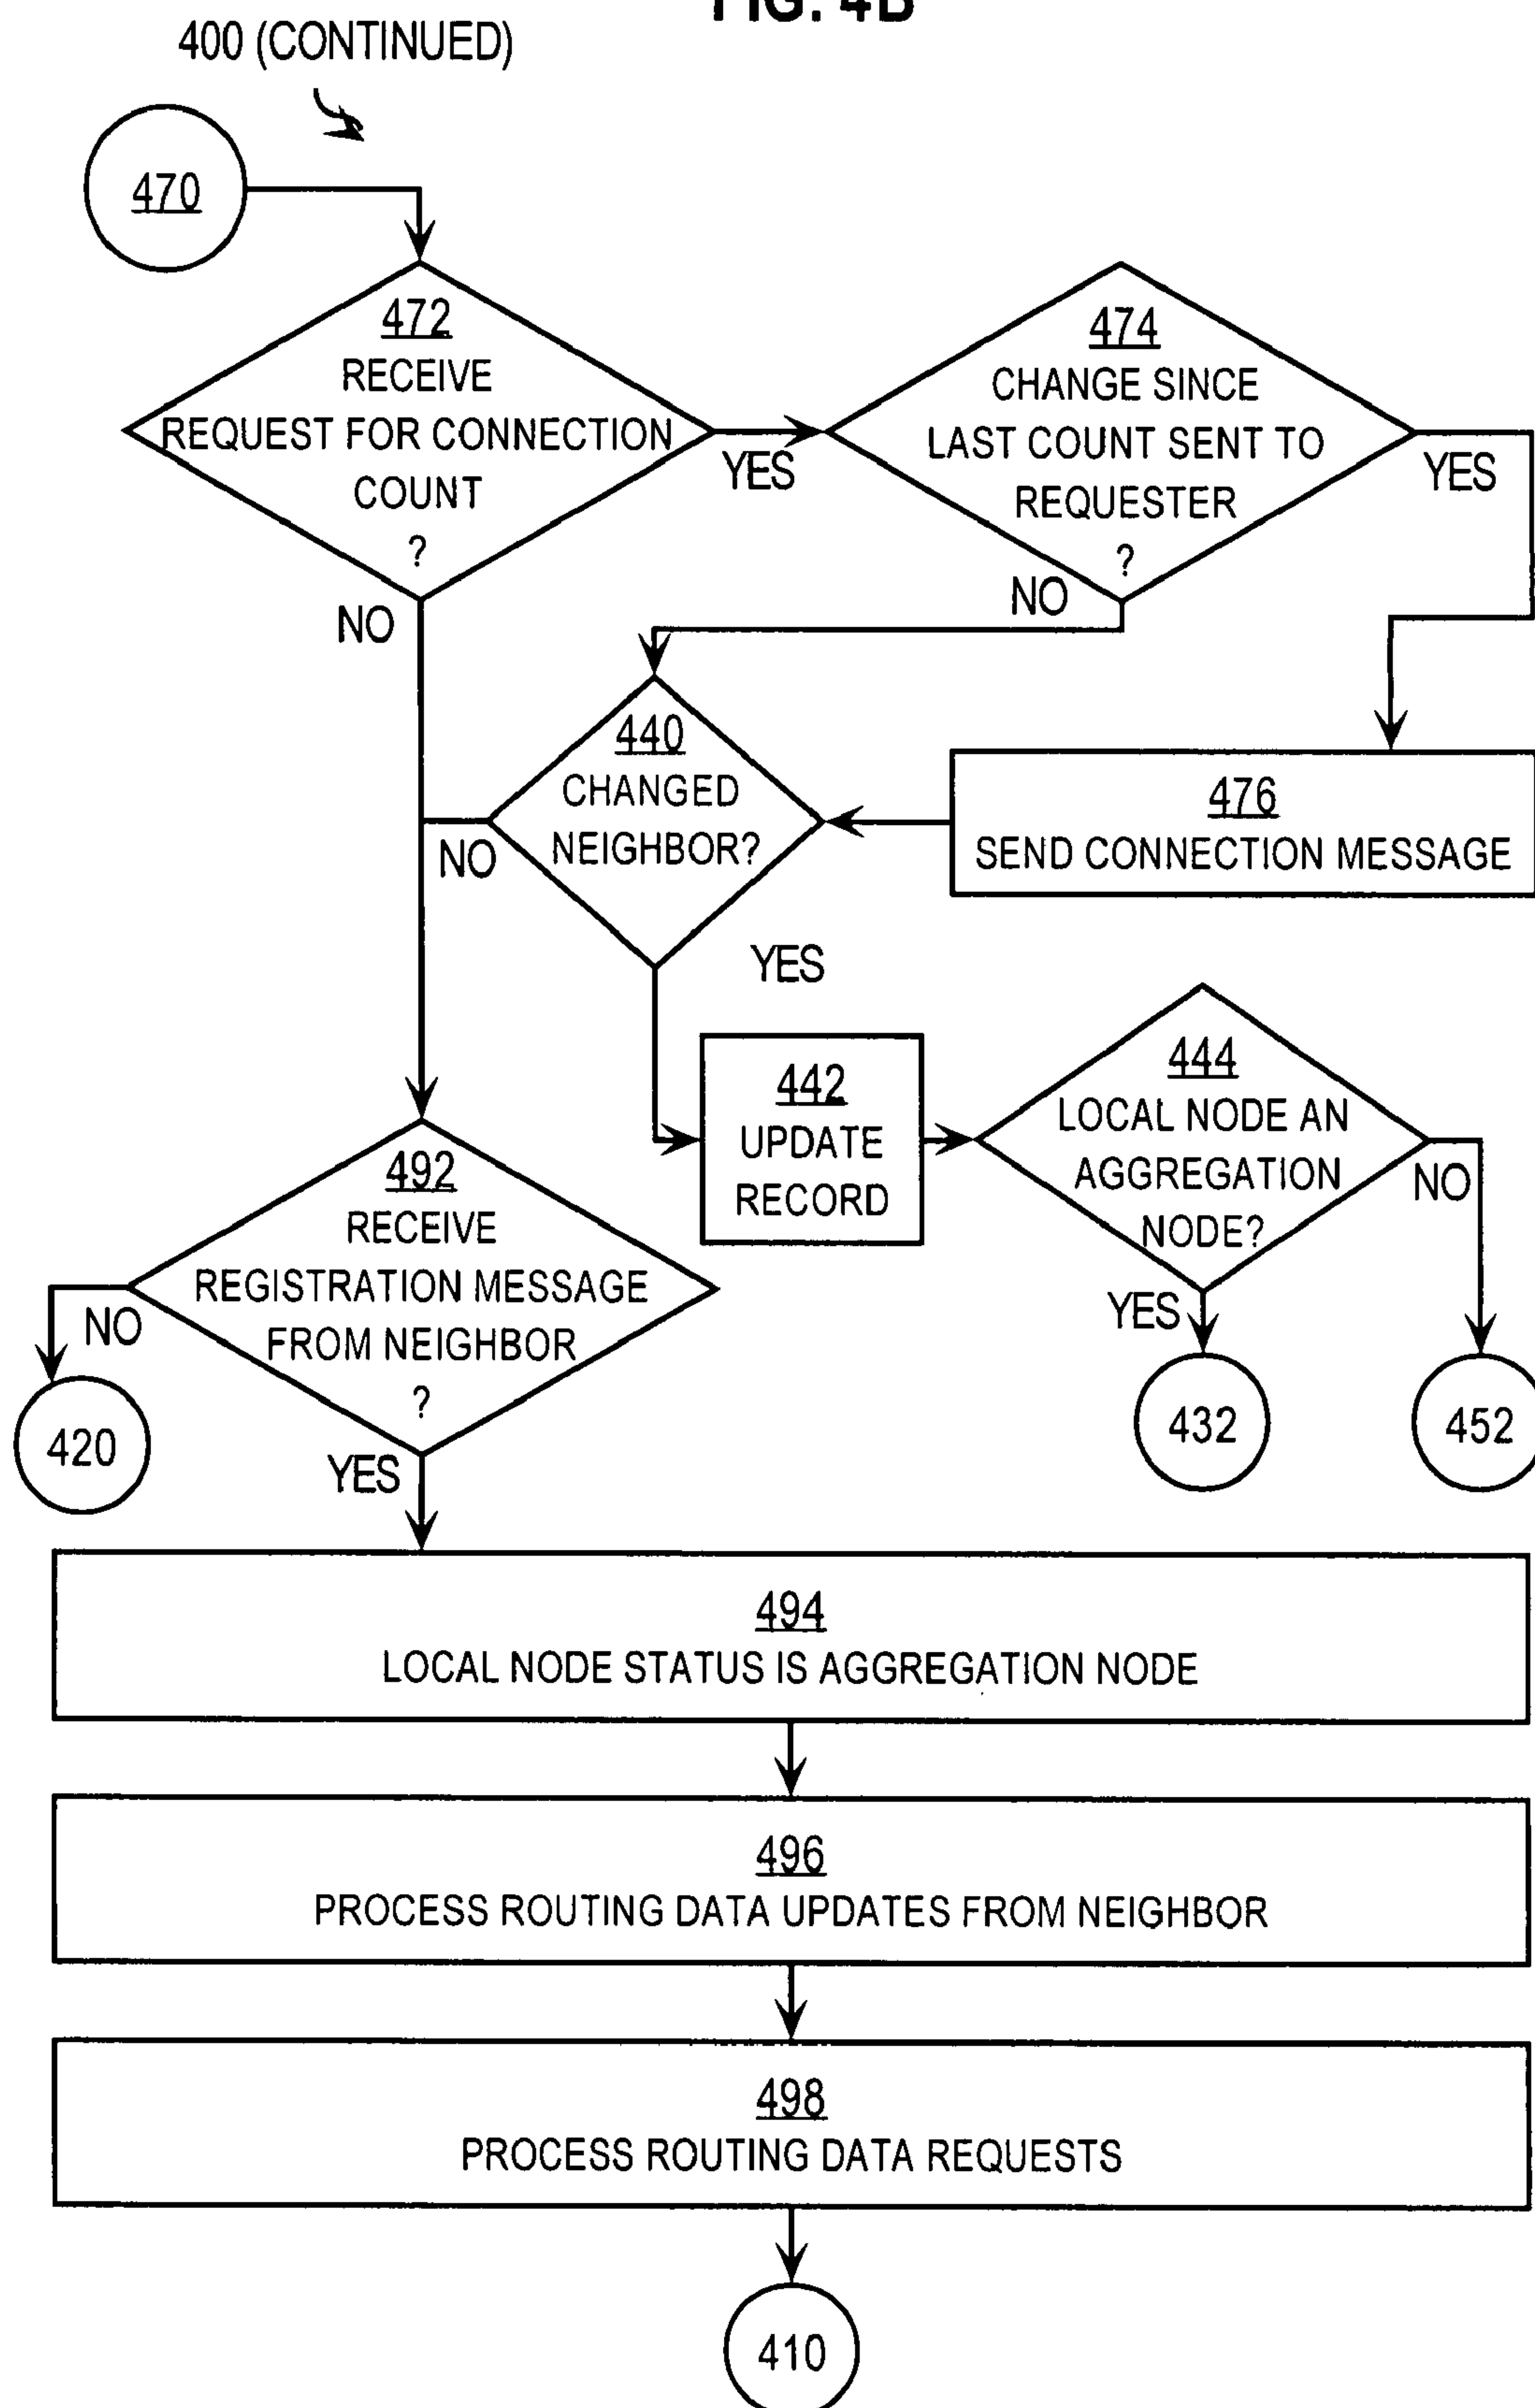 FIG. 4B
400 (CONTINUED)
470
472
RECEIVE
REQUEST FOR CONNECTION
COUNT
?
YES
NO
474
CHANGE SINCE
LAST COUNT SENT TO
REQUESTER
?
YES
NO
440
CHANGED
NEIGHBOR?
NO
YES
476
SEND CONNECTION MESSAGE
442
UPDATE
RECORD
444
LOCAL NODE AN
AGGREGATION
NODE?
NO
YES
432
452
492
RECEIVE
REGISTRATION MESSAGE
FROM NEIGHBOR
?
NO
420
YES
494
LOCAL NODE STATUS IS AGGREGATION NODE
496
PROCESS ROUTING DATA UPDATES FROM NEIGHBOR
498
PROCESS ROUTING DATA REQUESTS
410